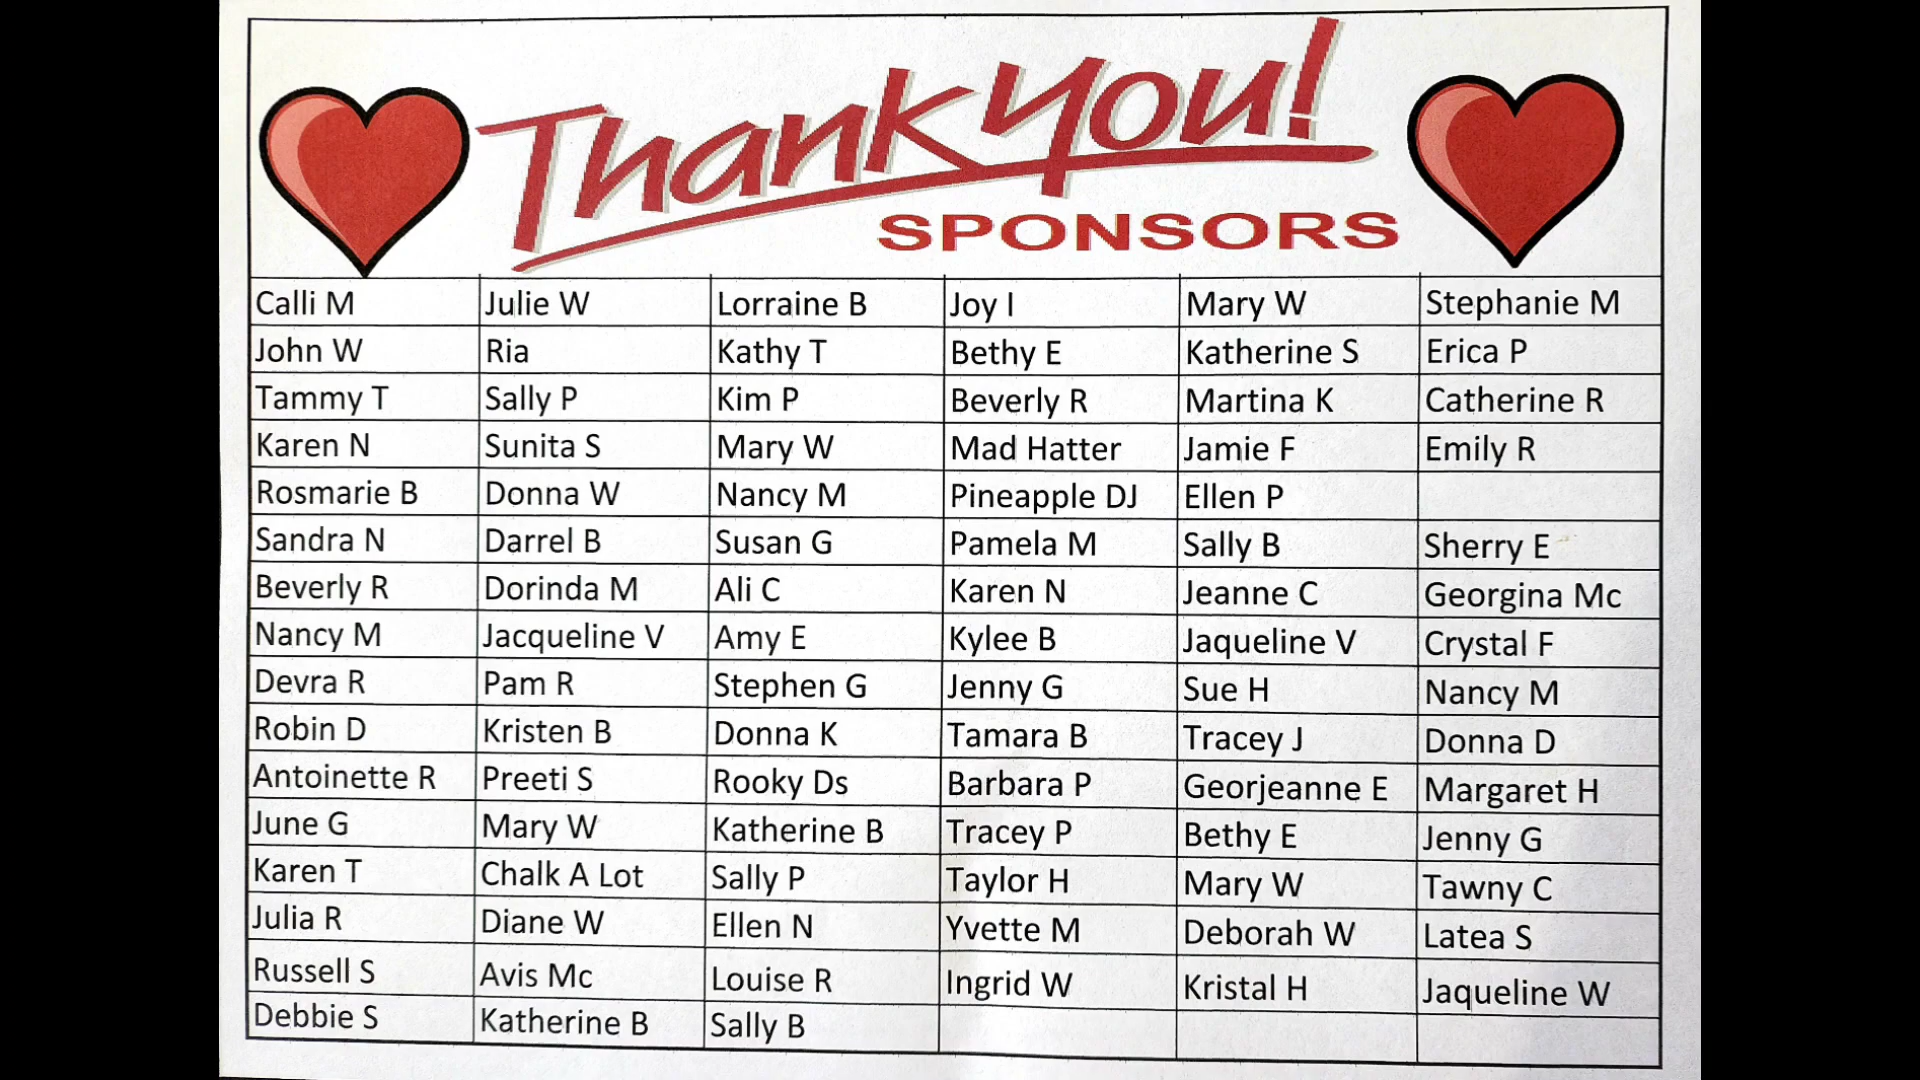 Thank You!
SPONSORS
Calli M Julie W Lorraine B Joy I Mary W Stephanie M
John W Ria Kathy T Bethy E Katherine S Erica P
Tammy T Sally P Kim P Beverly R Martina K Catherine R
Karen N Sunita S Mary W Mad Hatter Jamie F Emily R
Rosmarie B Donna W Nancy M Pineapple DJ Ellen P
Sandra N Darrel B Susan G Pamela M Sally B Sherry E
Beverly R Dorinda M Ali C Karen N Jeanne C Georgina Mc
Nancy M Jacqueline V Amy E Kylee B Jaqueline V Crystal F
Devra R Pam R Stephen G Jenny G Sue H Nancy M
Robin D Kristen B Donna K Tamara B Tracey J Donna D
Antoinette R Preeti S Rooky Ds Barbara P Georjeanne E Margaret H
June G Mary W Katherine B Tracey P Bethy E Jenny G
Karen T Chalk A Lot Sally P Taylor H Mary W Tawny C
Julia R Diane W Ellen N Yvette M Deborah W Latea S
Russell S Avis Mc Louise R Ingrid W Kristal H Jaqueline W
Debbie S Katherine B Sally B